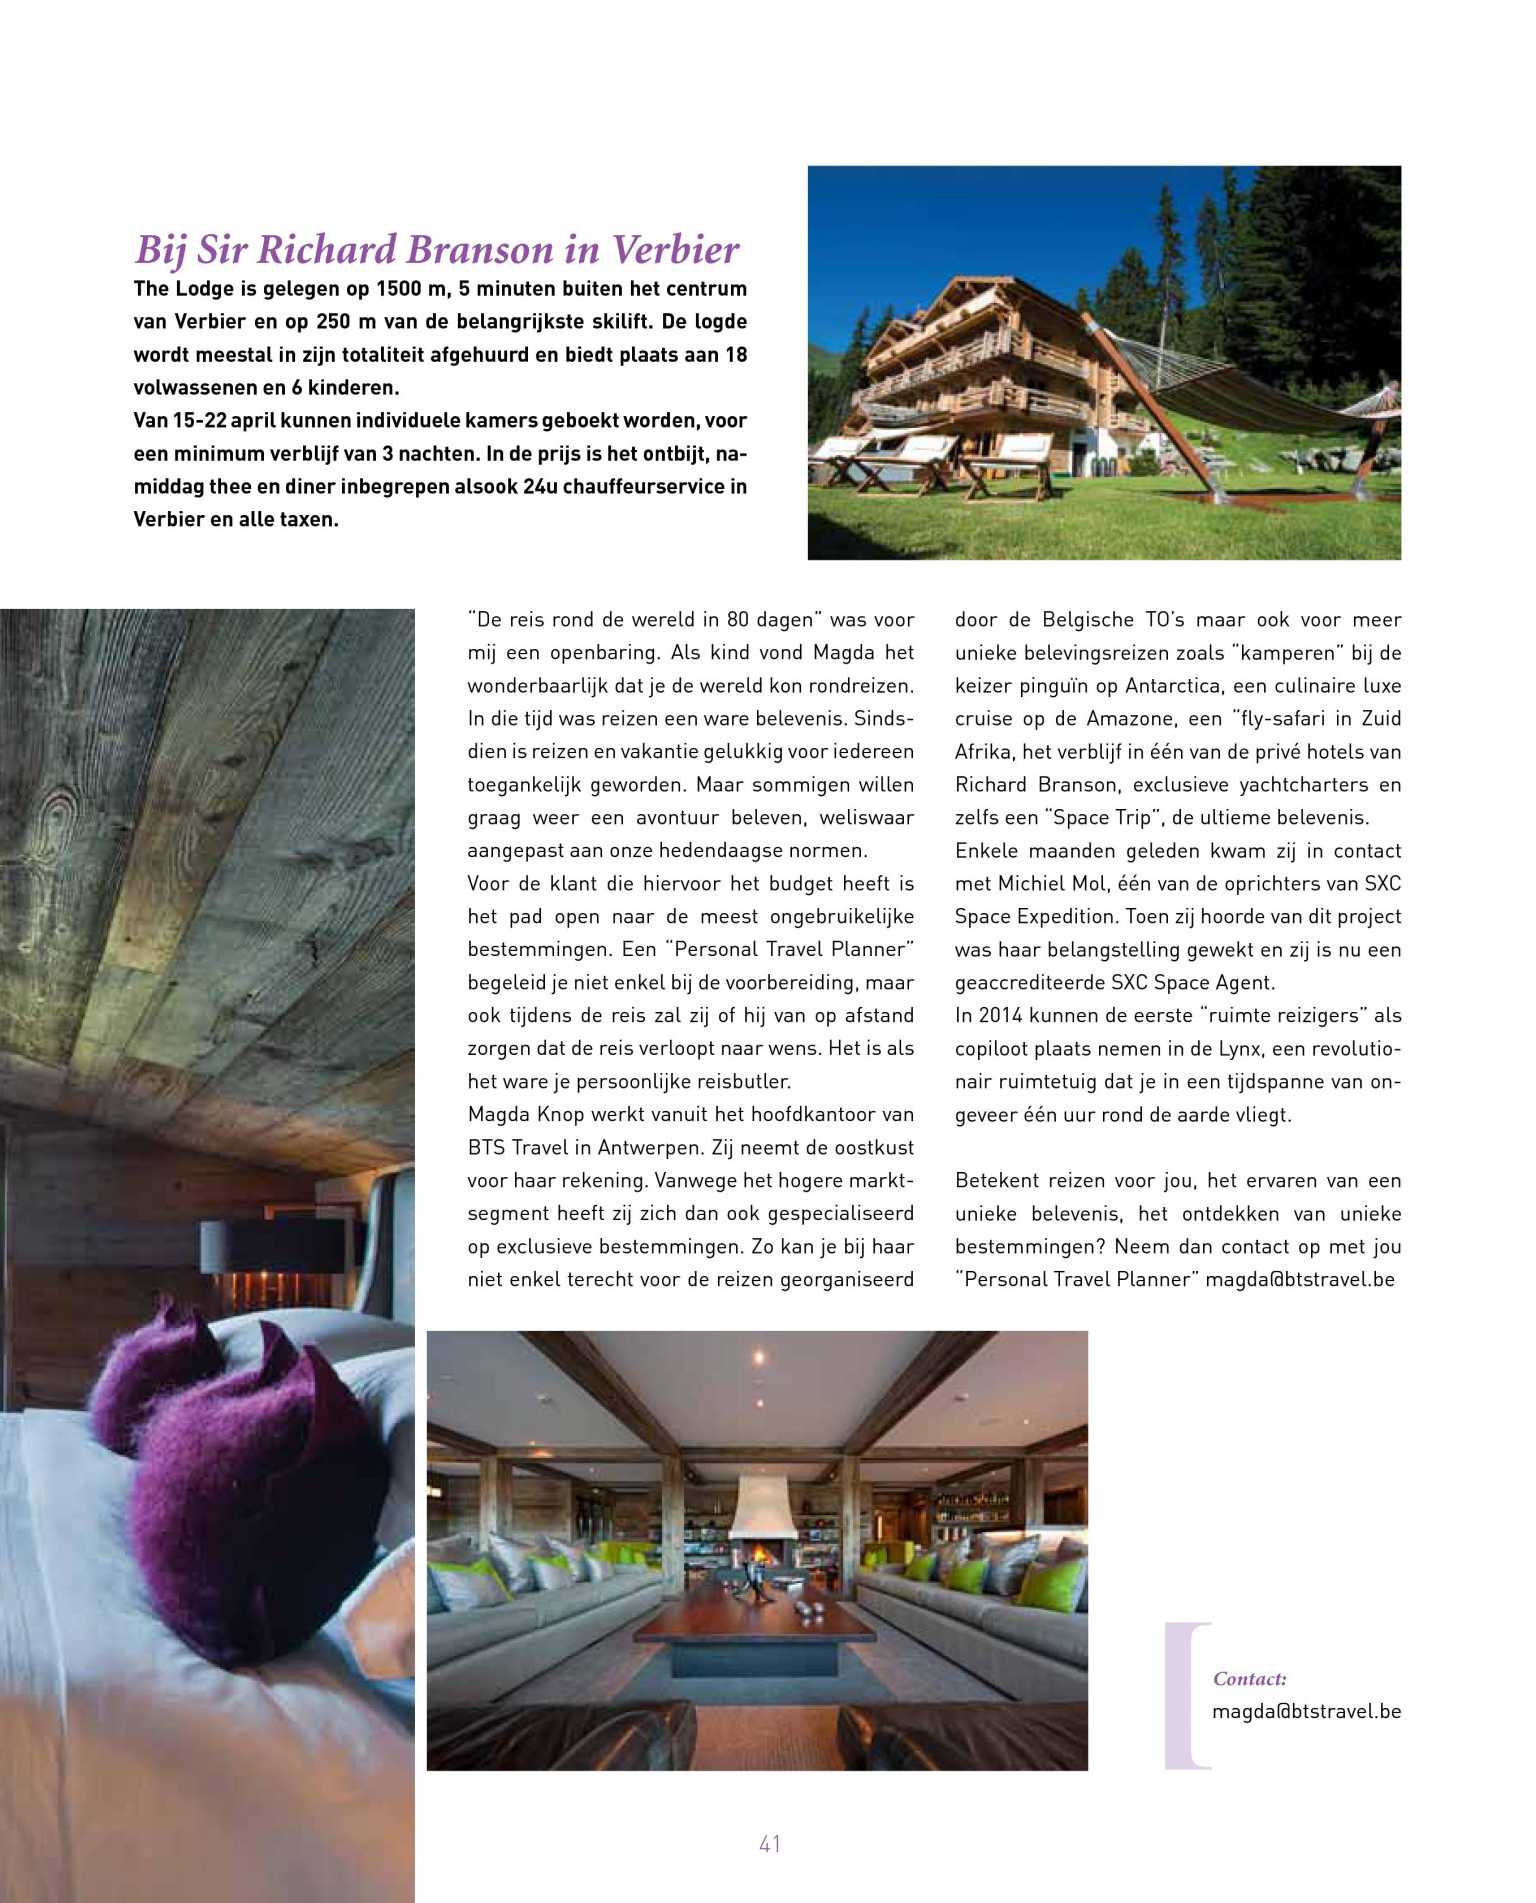 Bij Sir Richard Branson in Verbier
The Lodge is gelegen op 1500 m, 5 minuten buiten het centrum
van Verbier en op 250 m van de belangrijkste skilift. De logde
wordt meestal in zijn totaliteit afgehuurd en biedt plaats aan 18
volwassenen en 6 kinderen.
Van 15-22 april kunnen individuele kamers geboekt worden, voor
een minimum verblijf van 3 nachten. In de prijs is het ontbijt, na-
middag thee en diner inbegrepen alsook 24u chauffeurservice in
Verbier en alle taxen.
“De reis rond de wereld in 80 dagen” was voor
mij een openbaring. Als kind vond Magda het
wonderbaarlijk dat je de wereld kon rondreizen.
In die tijd was reizen een ware belevenis. Sinds-
dien is reizen en vakantie gelukkig voor iedereen
toegankelijk geworden. Maar sommigen willen
graag weer een avontuur beleven, weliswaar
aangepast aan onze hedendaagse normen.
Voor de klant die hiervoor het budget heeft is
het pad open naar de meest ongebruikelijke
bestemmingen. Een “Personal Travel Planner”
begeleid je niet enkel bij de voorbereiding, maar
ook tijdens de reis zal zij of hij van op afstand
zorgen dat de reis verloopt naar wens. Het is als
het ware je persoonlijke reisbutler.
Magda Knop werkt vanuit het hoofdkantoor van
BTS Travel in Antwerpen. Zij neemt de oostkust
voor haar rekening. Vanwege het hogere markt-
segment heeft zij zich dan ook gespecialiseerd
op exclusieve bestemmingen. Zo kan je bij haar
niet enkel terecht voor de reizen georganiseerd
door de Belgische TO’s maar ook voor meer
unieke belevingsreizen zoals “kamperen” bij de
keizer pinguïn op Antarctica, een culinaire luxe
cruise op de Amazone, een “fly-safari in Zuid
Afrika, het verblijf in één van de privé hotels van
Richard Branson, exclusieve yachtcharters en
zelfs een “Space Trip”, de ultieme belevenis.
Enkele maanden geleden kwam zij in contact
met Michiel Mol, één van de oprichters van SXC
Space Expedition. Toen zij hoorde van dit project
was haar belangstelling gewekt en zij is nu een
geaccrediteerde SXC Space Agent.
In 2014 kunnen de eerste “ruimte reizigers” als
copiloot plaats nemen in de Lynx, een revolutio-
nair ruimtetuig dat je in een tijdspanne van on-
geveer één uur rond de aarde vliegt.
Betekent reizen voor jou, het ervaren van een
unieke belevenis, het ontdekken van unieke
bestemmingen? Neem dan contact op met jou
“Personal Travel Planner” magda@btstravel.be
Contact:
magda@btstravel.be
41